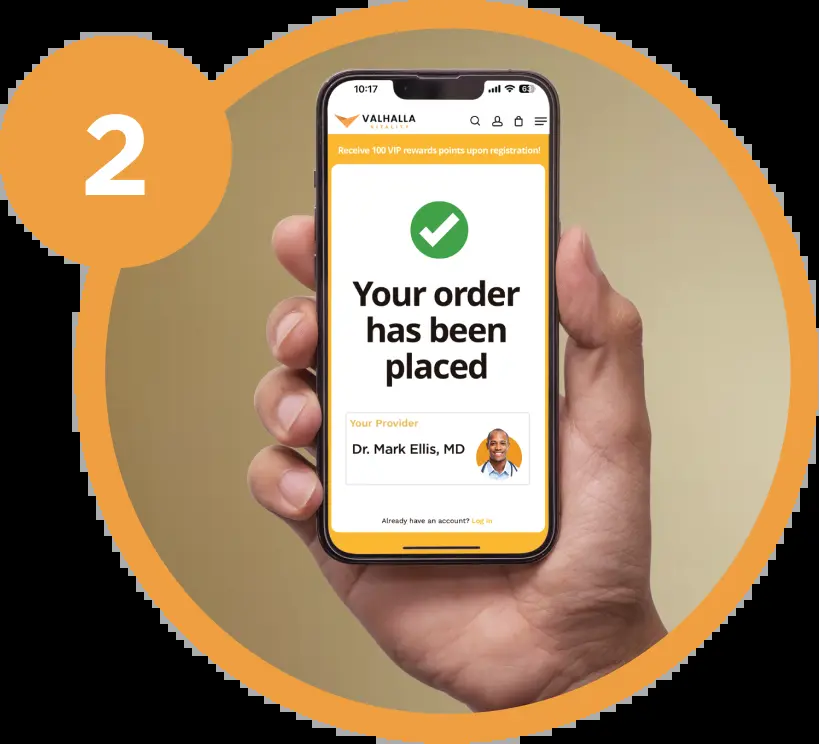 2
10:17
63
VALHALLA
VITALITY
Receive 100 VIP rewards points upon registration!
Your order
has been
placed
Your Provider
Dr. Mark Ellis, MD
Already have an account? Log in